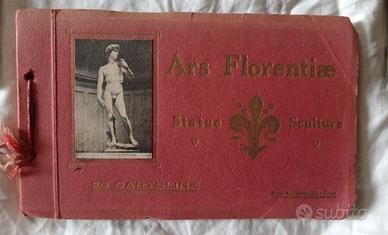 Ars Florentiæ
Statue Sculture
20 CARTOLINE
subito